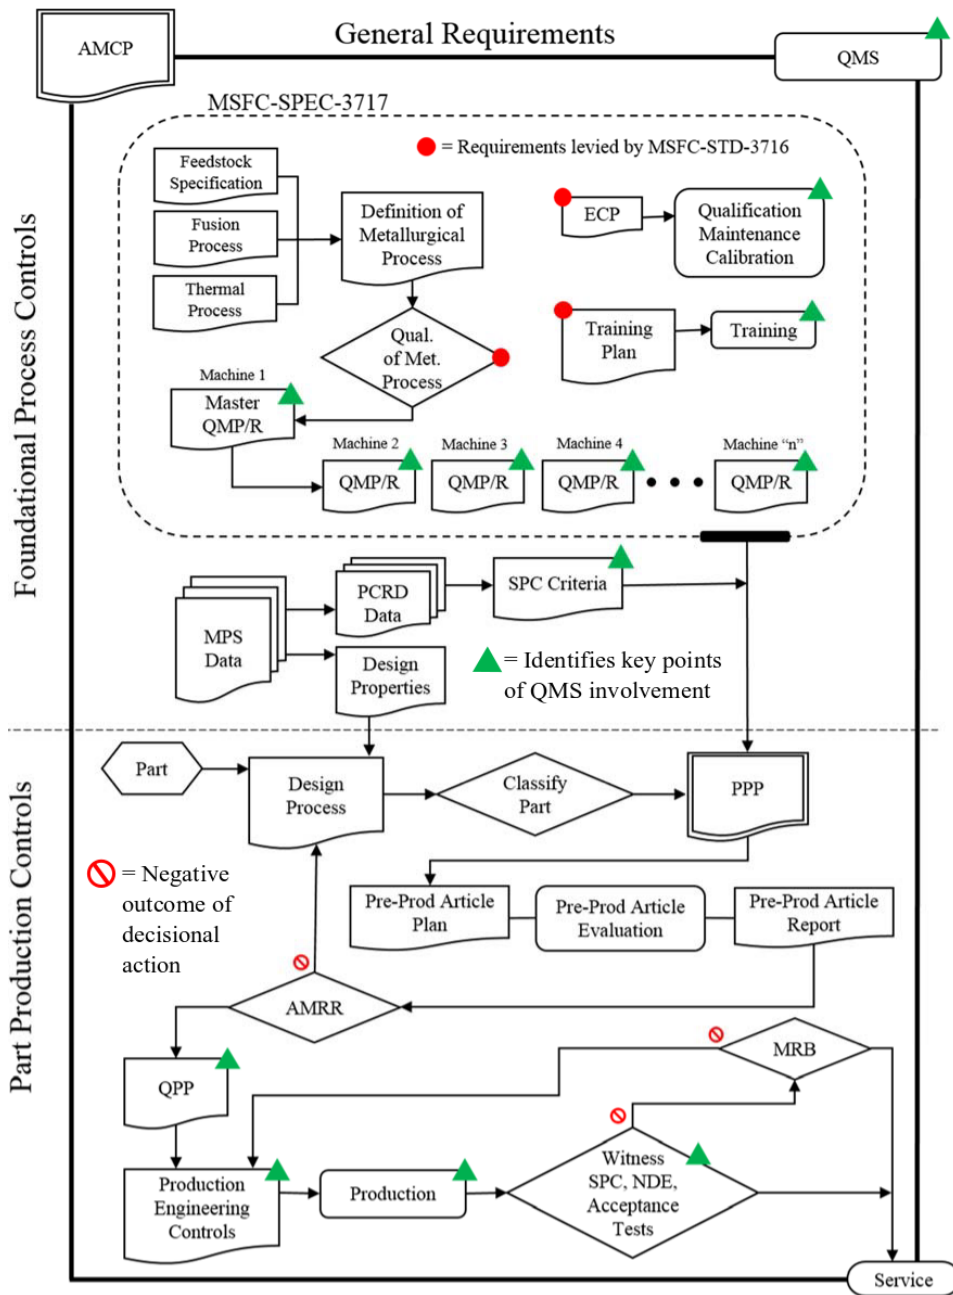 General Requirements
AMCP
QMS
MSFC-SPEC-3717
= Requirements levied by MSFC-STD-3716
Foundational Process Controls
Feedstock
Specification
Fusion
Process
Thermal
Process
Definition of
Metallurgical
Process
ECP
Qualification
Maintenance
Calibration
Qual.
of Met.
Process
Training
Plan
Training
Machine 1
Master
QMP/R
Machine 2
QMP/R
Machine 3
QMP/R
Machine 4
QMP/R
Machine “n”
QMP/R
MPS
Data
PCRD
Data
SPC Criteria
Design
Properties
= Identifies key points
of QMS involvement
Part Production Controls
Part
Design
Process
Classify
Part
PPP
= Negative
outcome of
decisional
action
Pre-Prod Article
Plan
Pre-Prod Article
Evaluation
Pre-Prod Article
Report
AMRR
MRB
QPP
Production
Engineering
Controls
Production
Witness
SPC, NDE,
Acceptance
Tests
Service